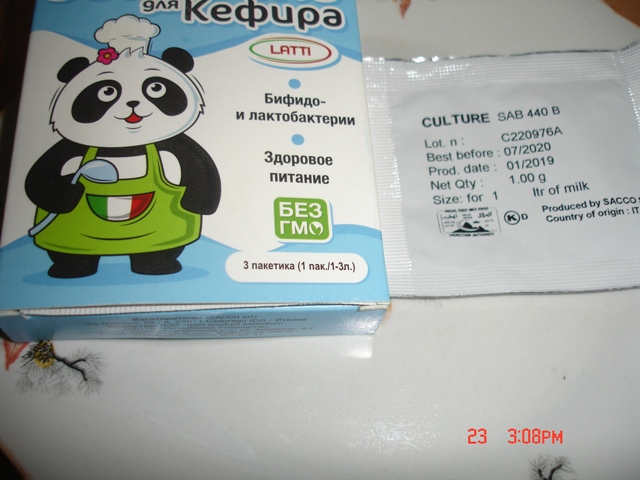 для Кефира
LATTI
Бифидо-
и лактобактерии
Здоровое
питание
БЕЗ
ГМО
3 пакетика (1 пак./1-3л.)
CULTURE SAB 440 B
Lot. n : C220976A
Best before : 07/2020
Prod. date : 01/2019
Net Qty : 1.00 g
Size: for 1 ltr of milk
K D
Produced by SACCO
Country of origin : IT
23 3:08PM